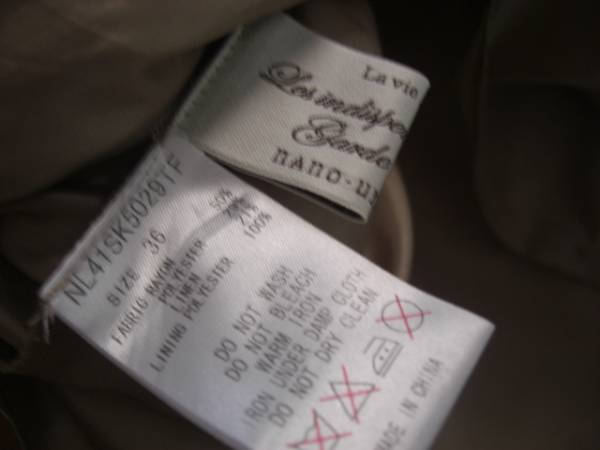 La vie
Les indispe
Garde
nano-u
NL41SK5029TF
SIZE 36
FABRIC RAYON 50%
POLYESTER
LINEN 21%
LINING POLYESTER 100%
DO NOT WASH
DO NOT BLEACH
WARM IRON
IRON UNDER DAMP CLOTH
DO NOT DRY CLEAN
MADE IN CHINA